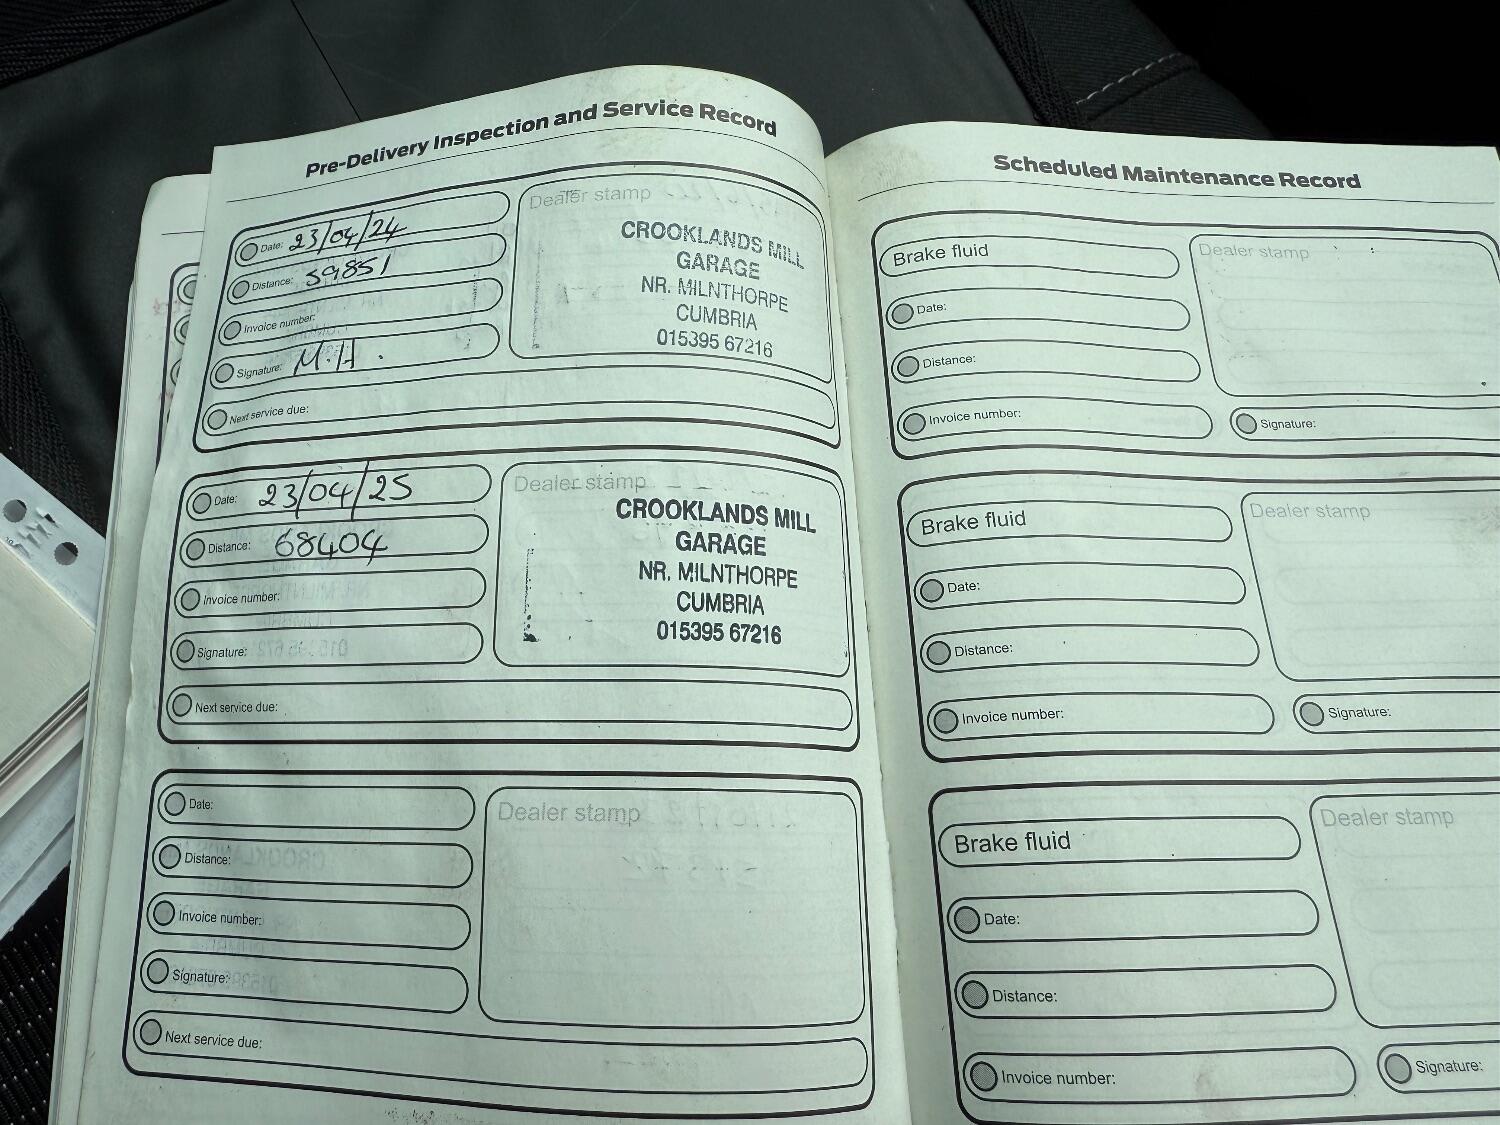 Pre-Delivery Inspection and Service Record
Date: 23/04/24
Distance: 59851
Invoice number:
Signature: M.H.
Next service due:
Dealer stamp
CROOKLANDS MILL
GARAGE
NR. MILNTHORPE
CUMBRIA
015395 67216
Date: 23/04/25
Distance: 68404
Invoice number:
Signature:
Next service due:
Dealer stamp
CROOKLANDS MILL
GARAGE
NR. MILNTHORPE
CUMBRIA
015395 67216
Date:
Distance:
Invoice number:
Signature:
Next service due:
Dealer stamp
Scheduled Maintenance Record
Brake fluid
Date:
Distance:
Invoice number:
Dealer stamp
Signature:
Brake fluid
Date:
Distance:
Invoice number:
Dealer stamp
Signature:
Brake fluid
Date:
Distance:
Invoice number:
Dealer stamp
Signature: